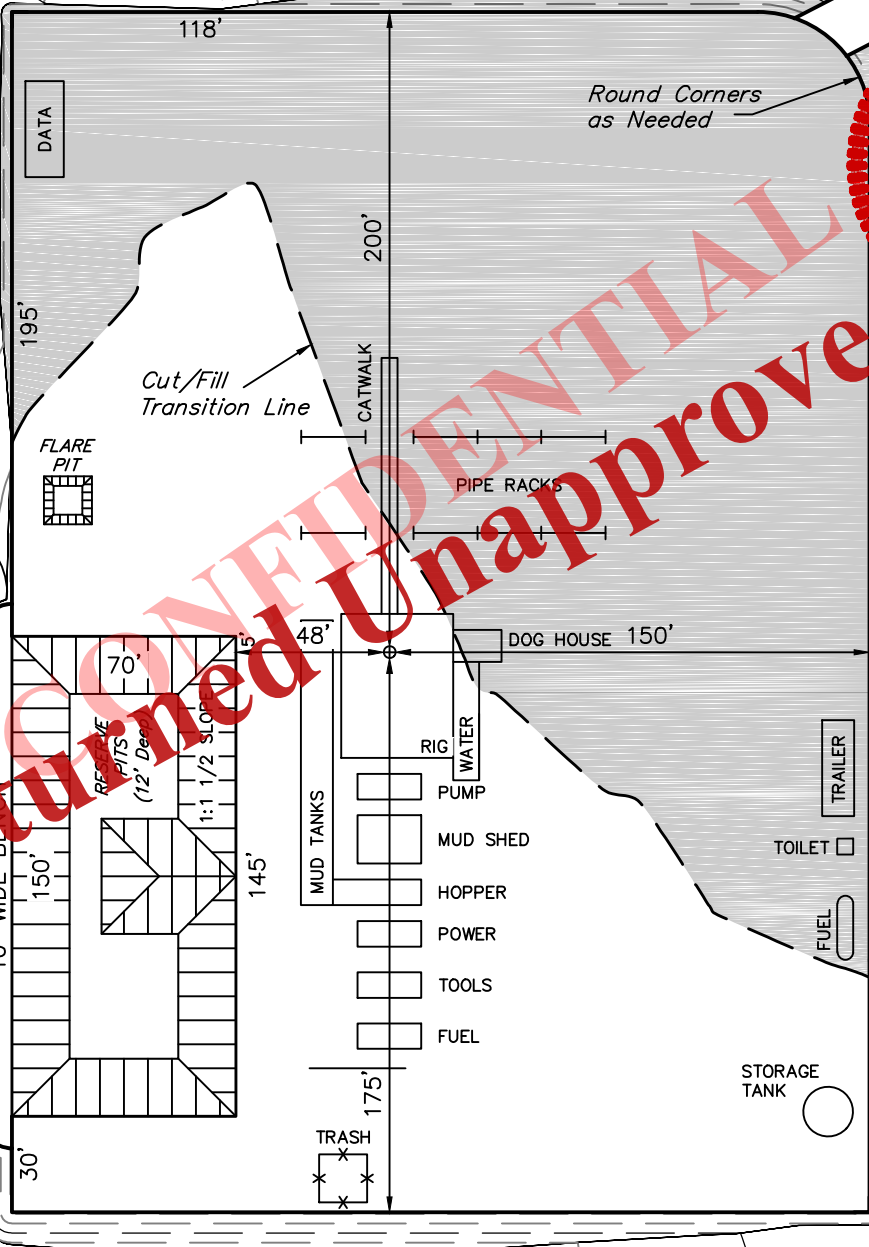 118'
DATA
Round Corners
as Needed
200'
195'
Cut/Fill
Transition Line
CATWALK
FLARE
PIT
PIPE RACKS
CONFIDENTIAL
turned Unapprove
5'
48'
DOG HOUSE 150'
70'
RESERVE
PITS
(12' Deep)
1:1 1/2 SLOPE
RIG
WATER
TRAILER
PUMP
MUD TANKS
MUD SHED
TOILET
WIDE
150'
145'
HOPPER
FUEL
POWER
TOOLS
FUEL
STORAGE
TANK
175'
TRASH
30'